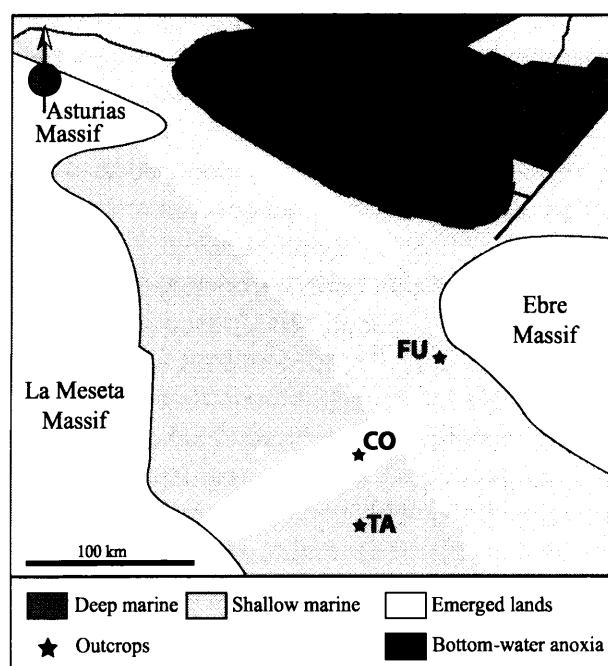 Asturias
Massif
Ebre
Massif
FU
La Meseta
Massif
CO
TA
100 km
Deep marine
Shallow marine
Emerged lands
Outcrops
Bottom-water anoxia